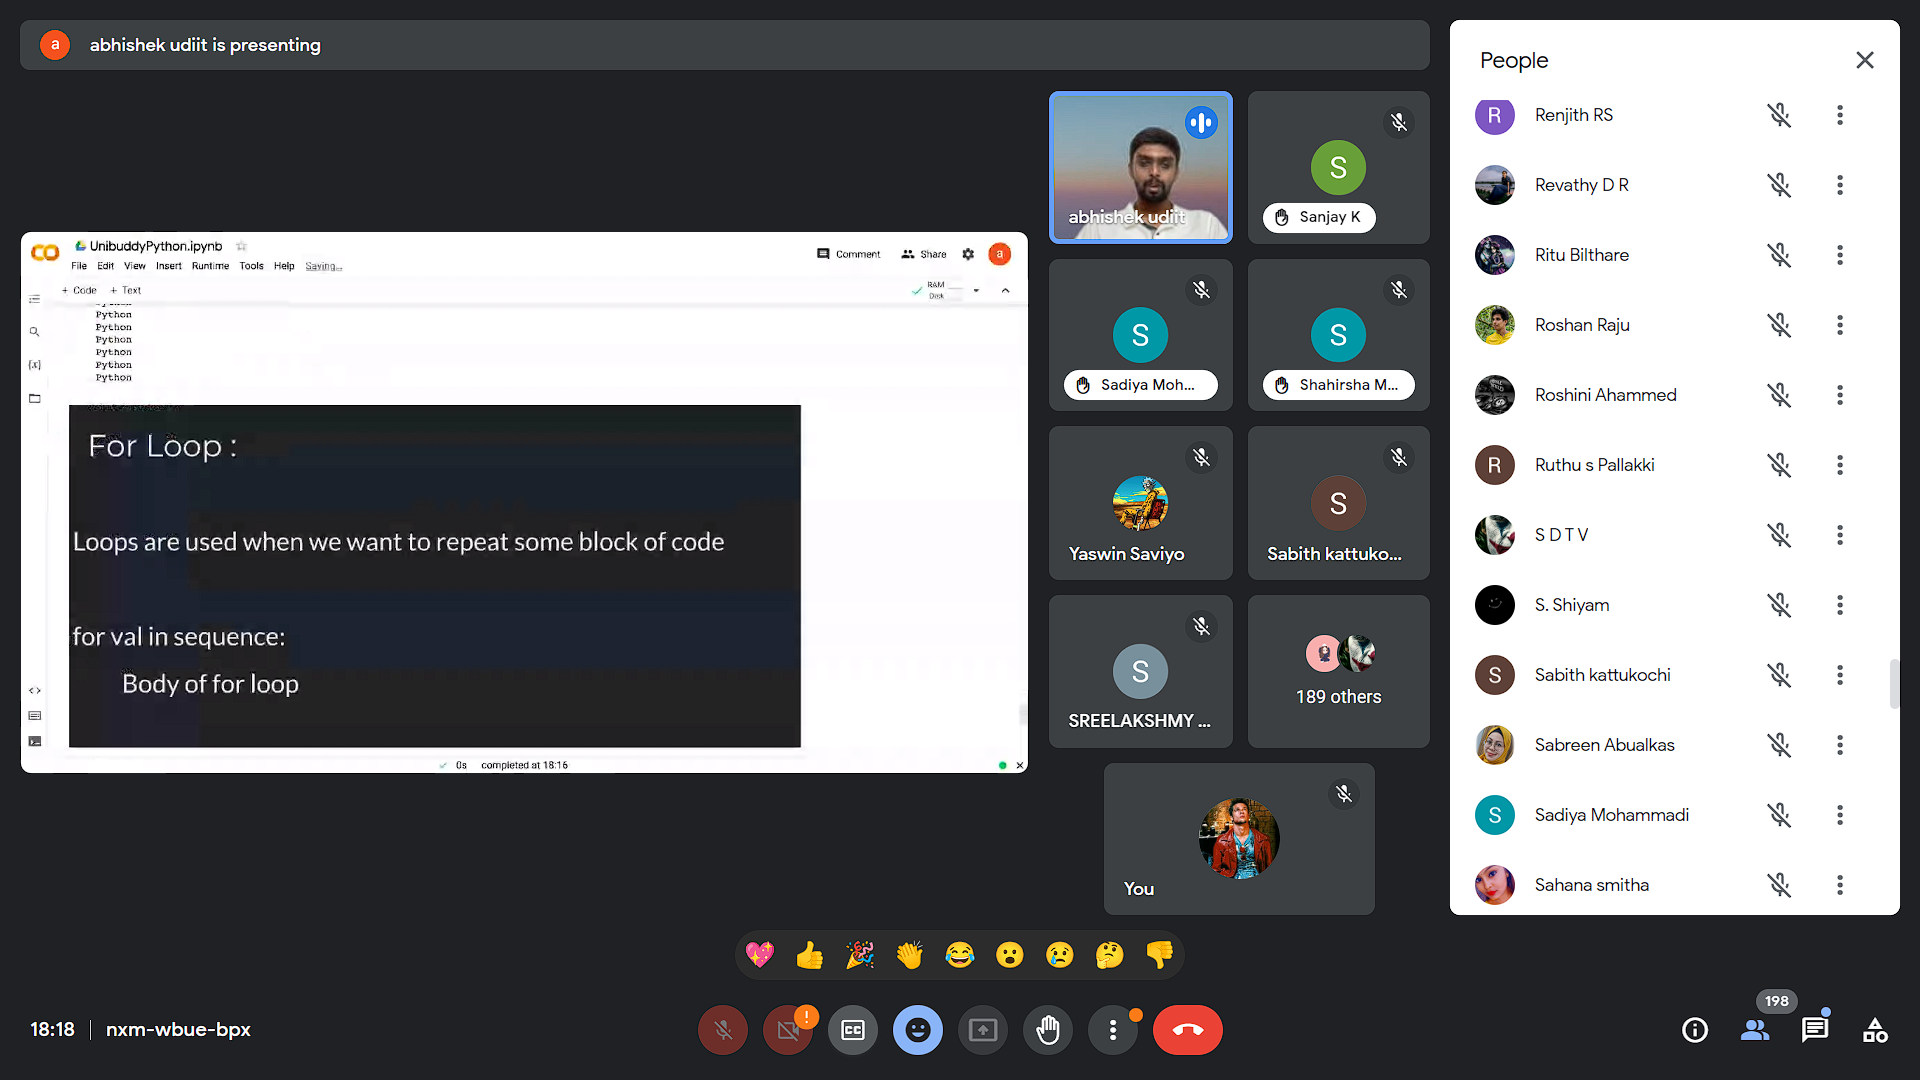 a abhishek udiit is presenting
UnibuddyPython.ipynb
File Edit View Insert Runtime Tools Help Saving...
Comment Share a
+ Code + Text
RAM
Disk
Python
Python
Python
Python
Python
Python
For Loop :
Loops are used when we want to repeat some block of code
for val in sequence:
Body of for loop
0s completed at 18:16
abhishek udiit
S
Sanjay K
S
Sadiya Moh...
S
Shahirsha M...
Yaswin Saviyo
S
Sabith kattuko...
S
SREELAKSHMY ...
189 others
You
People
R Renjith RS
Revathy D R
Ritu Bilthare
Roshan Raju
Roshini Ahammed
R Ruthu s Pallakki
S D T V
S. Shiyam
S Sabith kattukochi
Sabreen Abualkas
S Sadiya Mohammadi
Sahana smitha
18:18 | nxm-wbue-bpx
!
CC
198